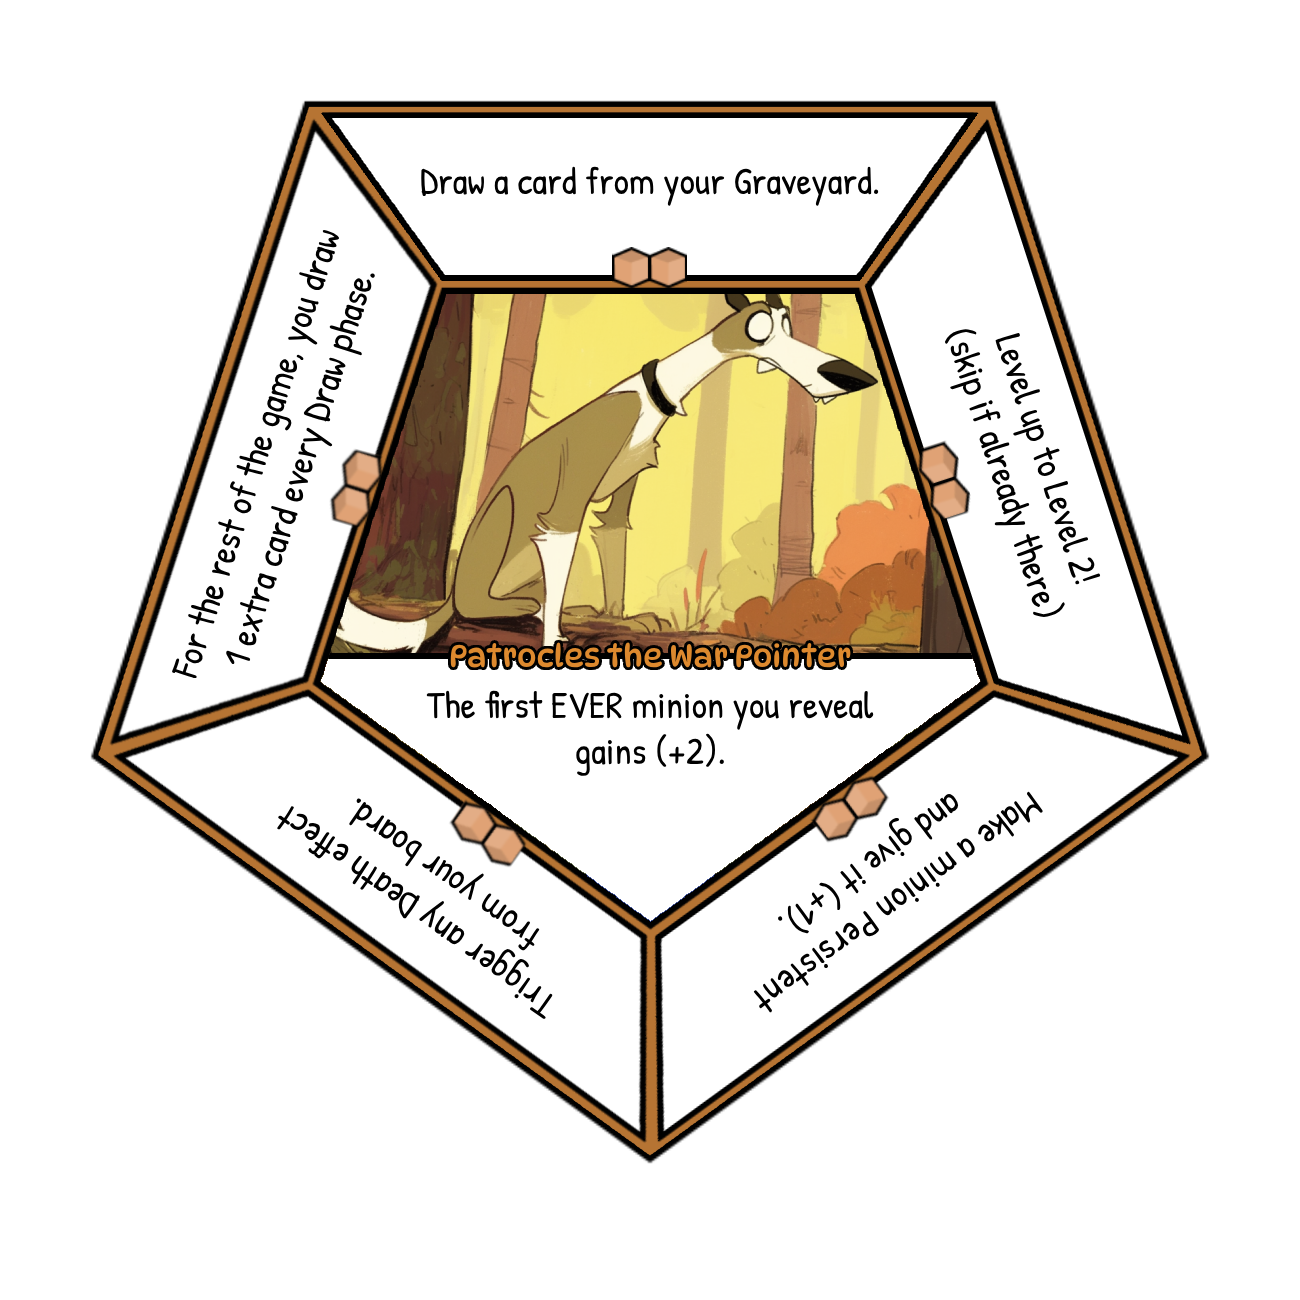 Draw a card from your Graveyard.
For the rest of the game, you draw
1 extra card every Draw phase.
Level up to Level 2!
(skip if already there)
Patrocles the War Pointer
The first EVER minion you reveal
gains (+2).
Trigger any Death effect
from your board.
Make a minion Persistent
and give it (+1).